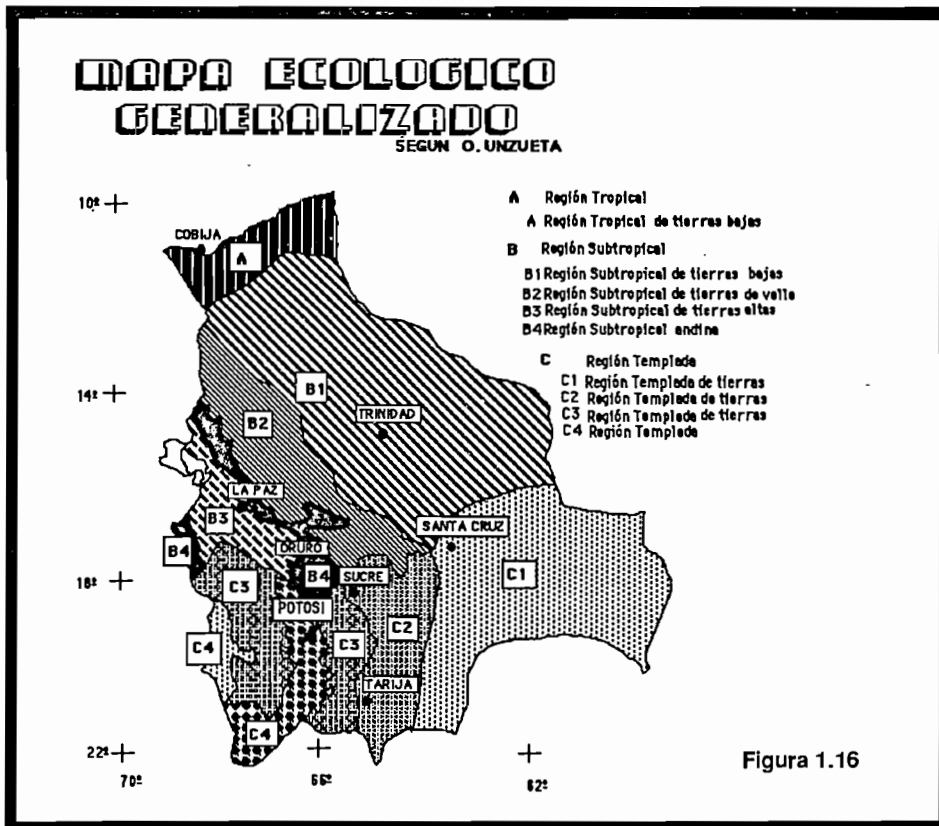 MAPA ECOLOGICO
GENERALIZADO
SEGUN O. UNZUETA
A Región Tropical
A Región Tropical de tierras bajas
B Región Subtropical
B1 Región Subtropical de tierras bajas
B2 Región Subtropical de tierras de valle
B3 Región Subtropical de tierras altas
B4 Región Subtropical andina
C Región Templada
C1 Región Templada de tierras
C2 Región Templada de tierras
C3 Región Templada de tierras
C4 Región Templada
10º
COBIJA
A
14º
B1
TRINIDAD
B2
LA PAZ
B3
SANTA CRUZ
B4
ORURO
18º
B4
SUCRE
C1
C3
POTOSI
C2
C4
C3
TARIJA
C4
22º
70º
66º
62º
Figura 1.16